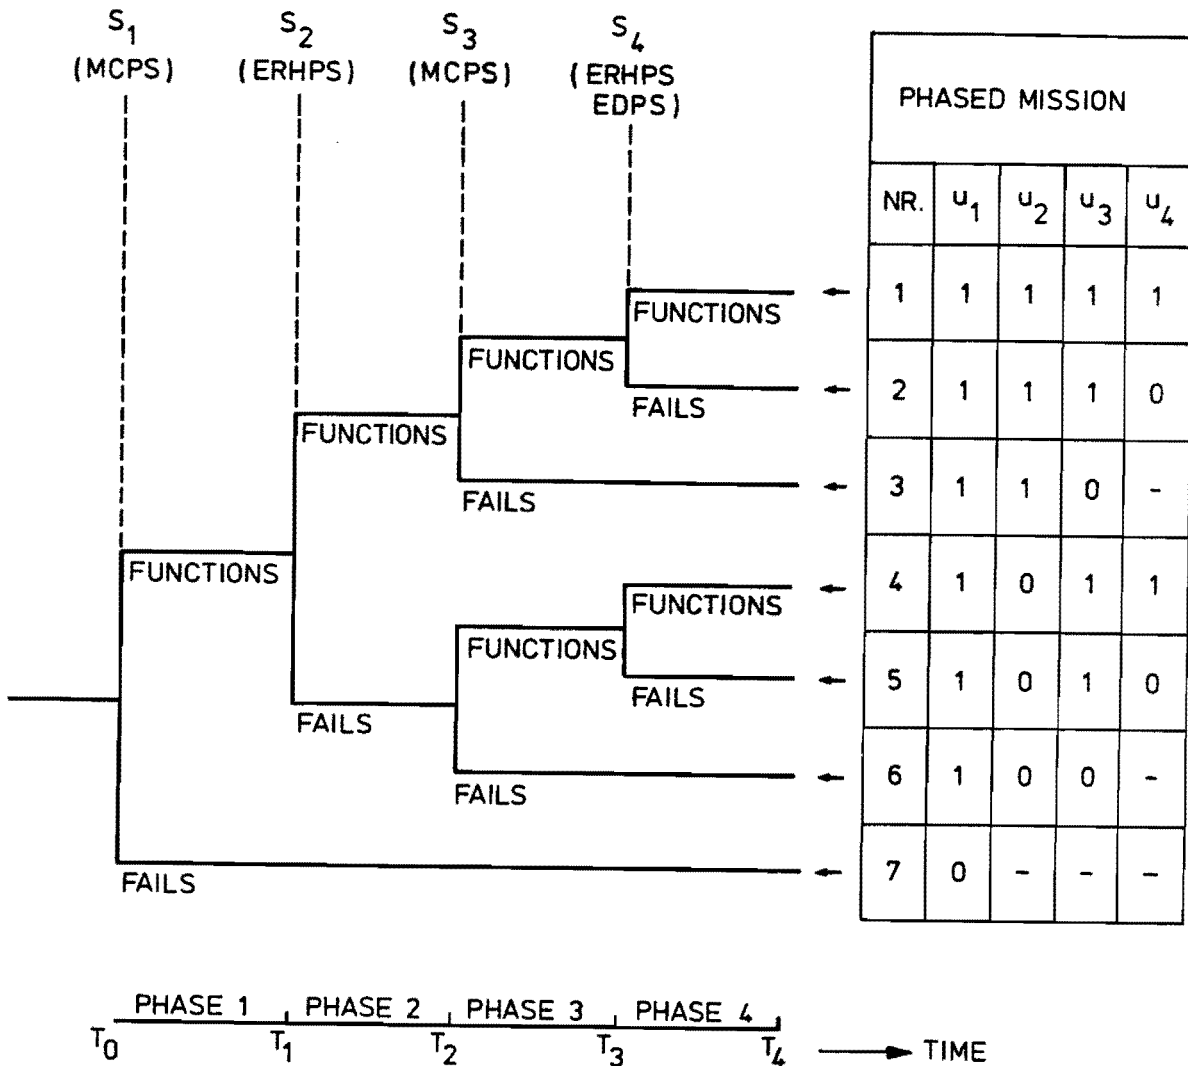 S1
(MCPS)
S2
(ERHPS)
S3
(MCPS)
S4
(ERHPS
EDPS)
PHASED MISSION
NR. u1 u2 u3 u4
1 1 1 1 1
2 1 1 1 0
3 1 1 0 -
4 1 0 1 1
5 1 0 1 0
6 1 0 0 -
7 0 - - -
FUNCTIONS
FUNCTIONS
FAILS
FUNCTIONS
FAILS
FUNCTIONS
FUNCTIONS
FUNCTIONS
FAILS
FAILS
FAILS
FAILS
PHASE 1 PHASE 2 PHASE 3 PHASE 4
T0 T1 T2 T3 T4 TIME